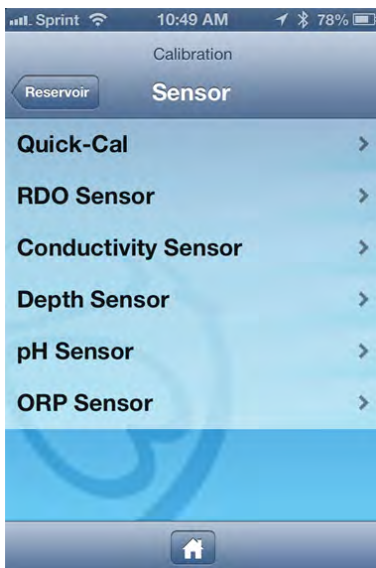 Sprint 10:49 AM 78%
Calibration
Reservoir Sensor
Quick-Cal
RDO Sensor
Conductivity Sensor
Depth Sensor
pH Sensor
ORP Sensor